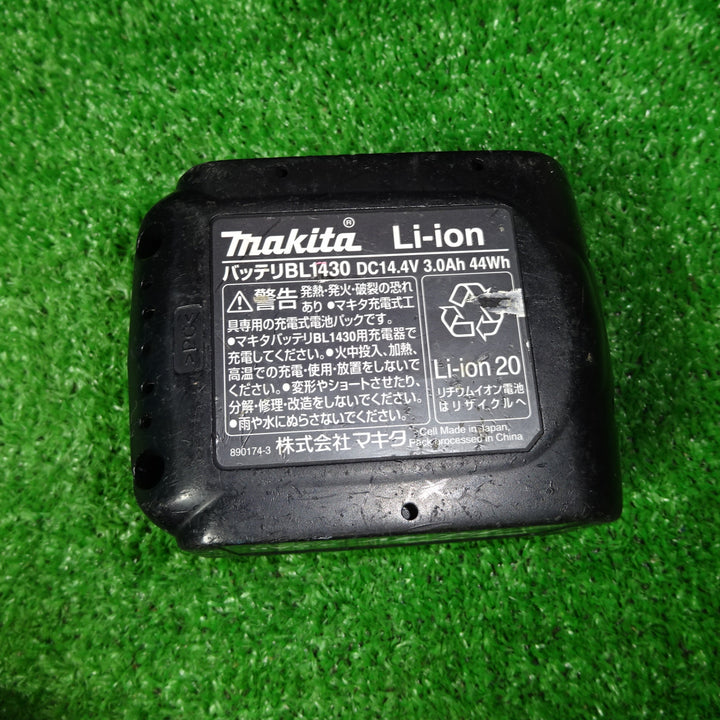 makita® Li-ion
バッテリBL1430 DC14.4V 3.0Ah 44Wh
⚠警告 発熱・発火・破裂の恐れ
あり ●マキタ充電式工
具専用の充電式電池パックです。
●マキタバッテリBL1430用充電器で
充電してください。●火中投入、加熱、
高温での充電・使用・放置をしないで
ください。●変形やショートさせたり、
分解・修理・改造をしないでください。
●雨や水にぬらさないでください。
Li-ion 20
リチウムイオン電池
はリサイクルへ
890174-3 株式会社マキタ
Cell Made in Japan,
Pack processed in China
>PC<